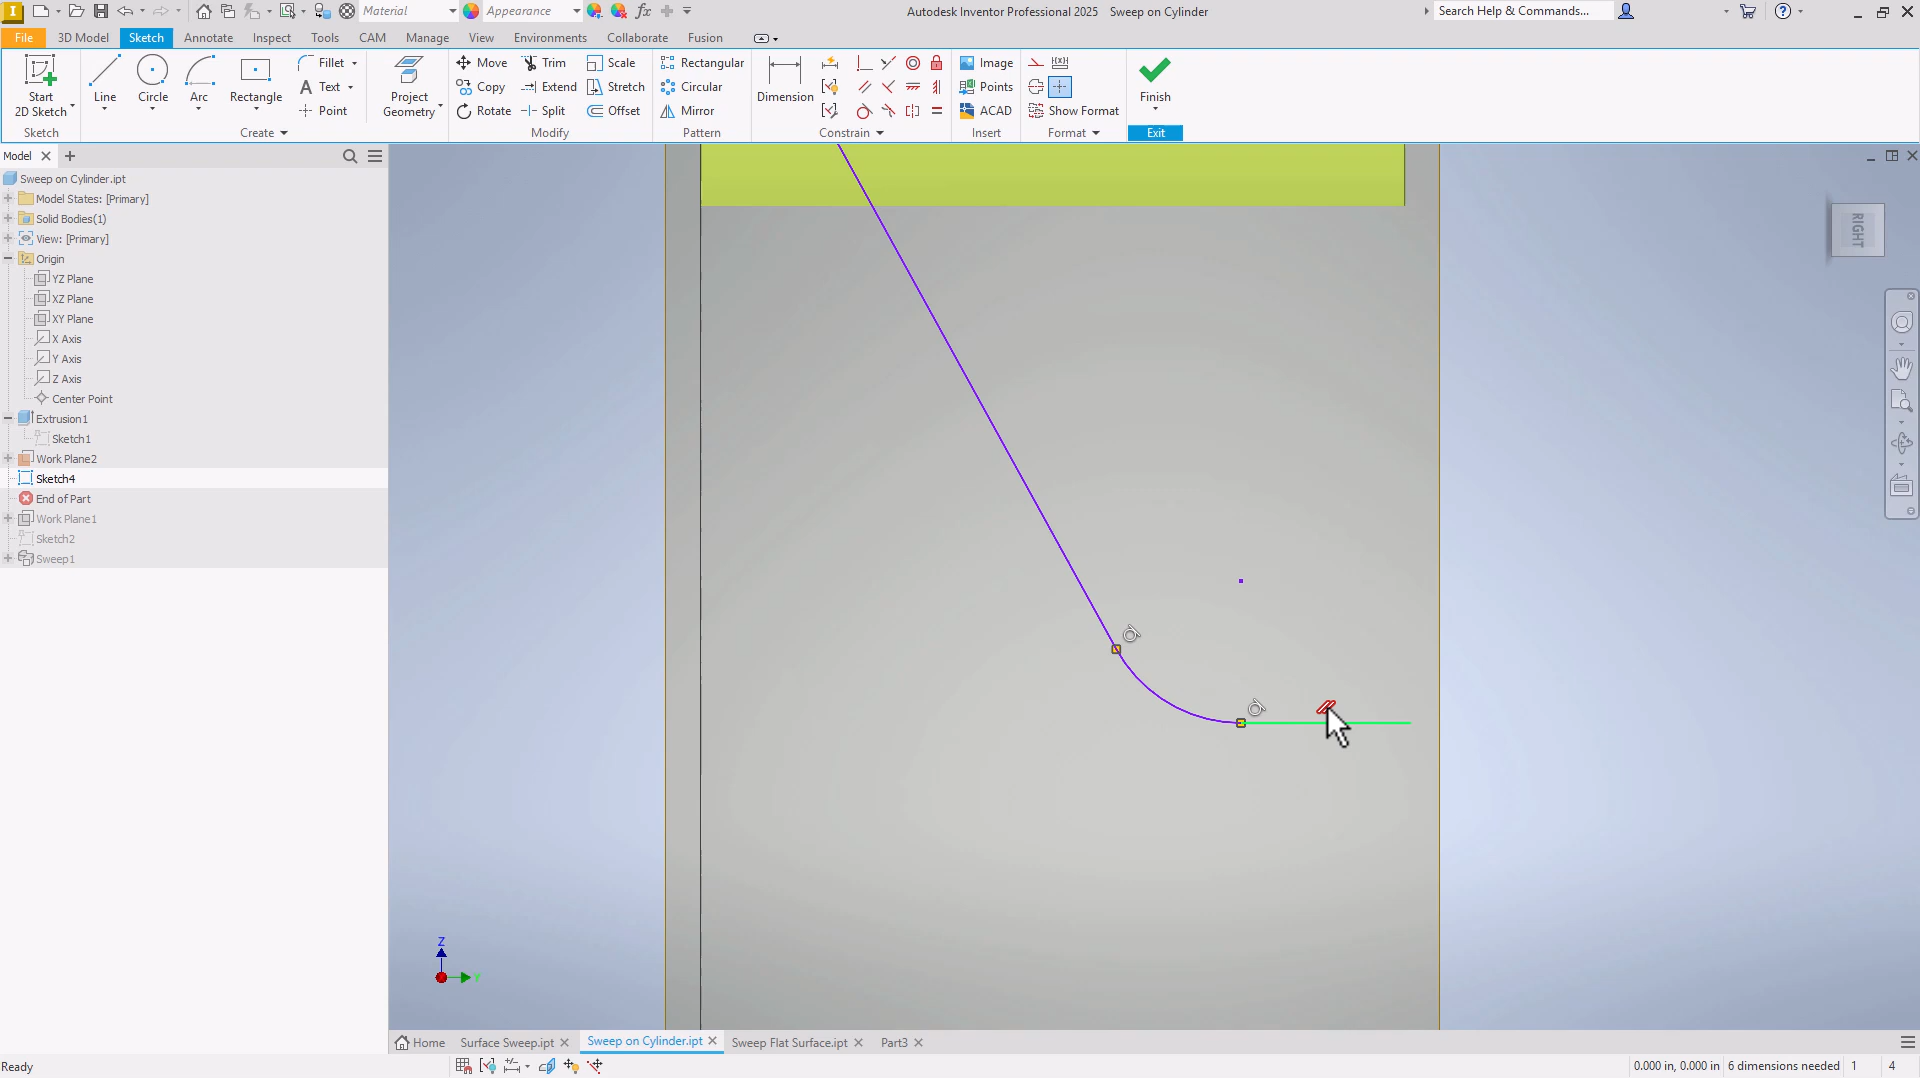 I Material Appearance fx Autodesk Inventor Professional 2025 Sweep on Cylinder Search Help & Commands...
File 3D Model Sketch Annotate Inspect Tools CAM Manage View Environments Collaborate Fusion
Start
2D Sketch
Line
Circle
Arc
Rectangle
Fillet
Text
Point
Project
Geometry
Move Trim Scale
Copy Extend Stretch
Rotate Split Offset
Rectangular
Circular
Mirror
Dimension
Image
Points
ACAD
Show Format
Finish
Sketch Create Modify Pattern Constrain Insert Format Exit
Model
Sweep on Cylinder.ipt
Model States: [Primary]
Solid Bodies(1)
View: [Primary]
Origin
YZ Plane
XZ Plane
XY Plane
X Axis
Y Axis
Z Axis
Center Point
Extrusion1
Sketch1
Work Plane2
Sketch4
End of Part
Work Plane1
Sketch2
Sweep1
RIGHT
Z
Y
Home Surface Sweep.ipt Sweep on Cylinder.ipt Sweep Flat Surface.ipt Part3
Ready 0.000 in, 0.000 in 6 dimensions needed 1 4